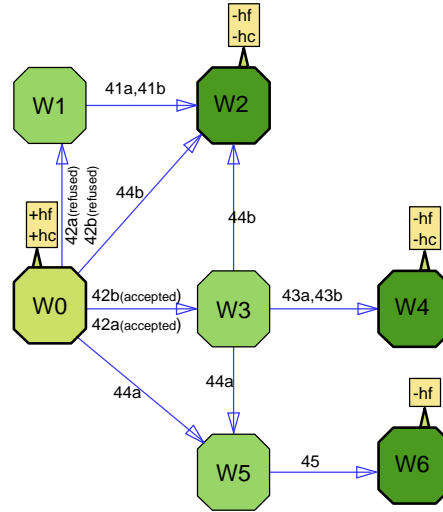 -hf
-hc
W1
41a,41b
W2
42a(refused)
42b(refused)
44b
44b
+hf
+hc
-hf
-hc
W0
42b(accepted)
42a(accepted)
W3
43a,43b
W4
44a
44a
-hf
W5
45
W6